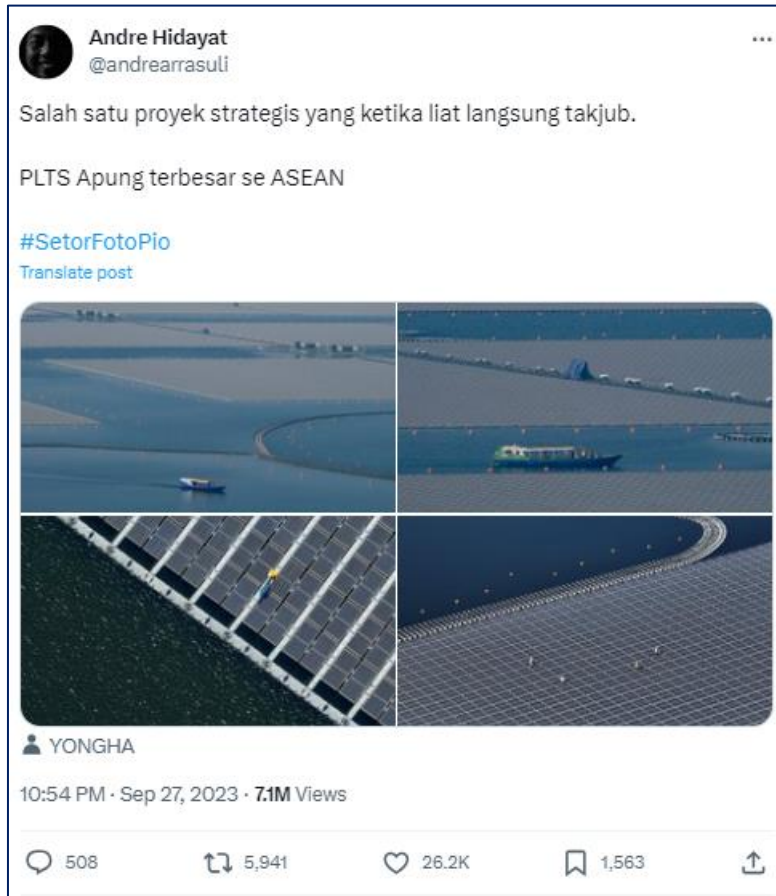 Andre Hidayat
@andrearrasuli
Salah satu proyek strategis yang ketika liat langsung takjub.
PLTS Apung terbesar se ASEAN
#SetorFotoPio
Translate post
YONGHA
10:54 PM · Sep 27, 2023 · 7.1M Views
508 5,941 26.2K 1,563